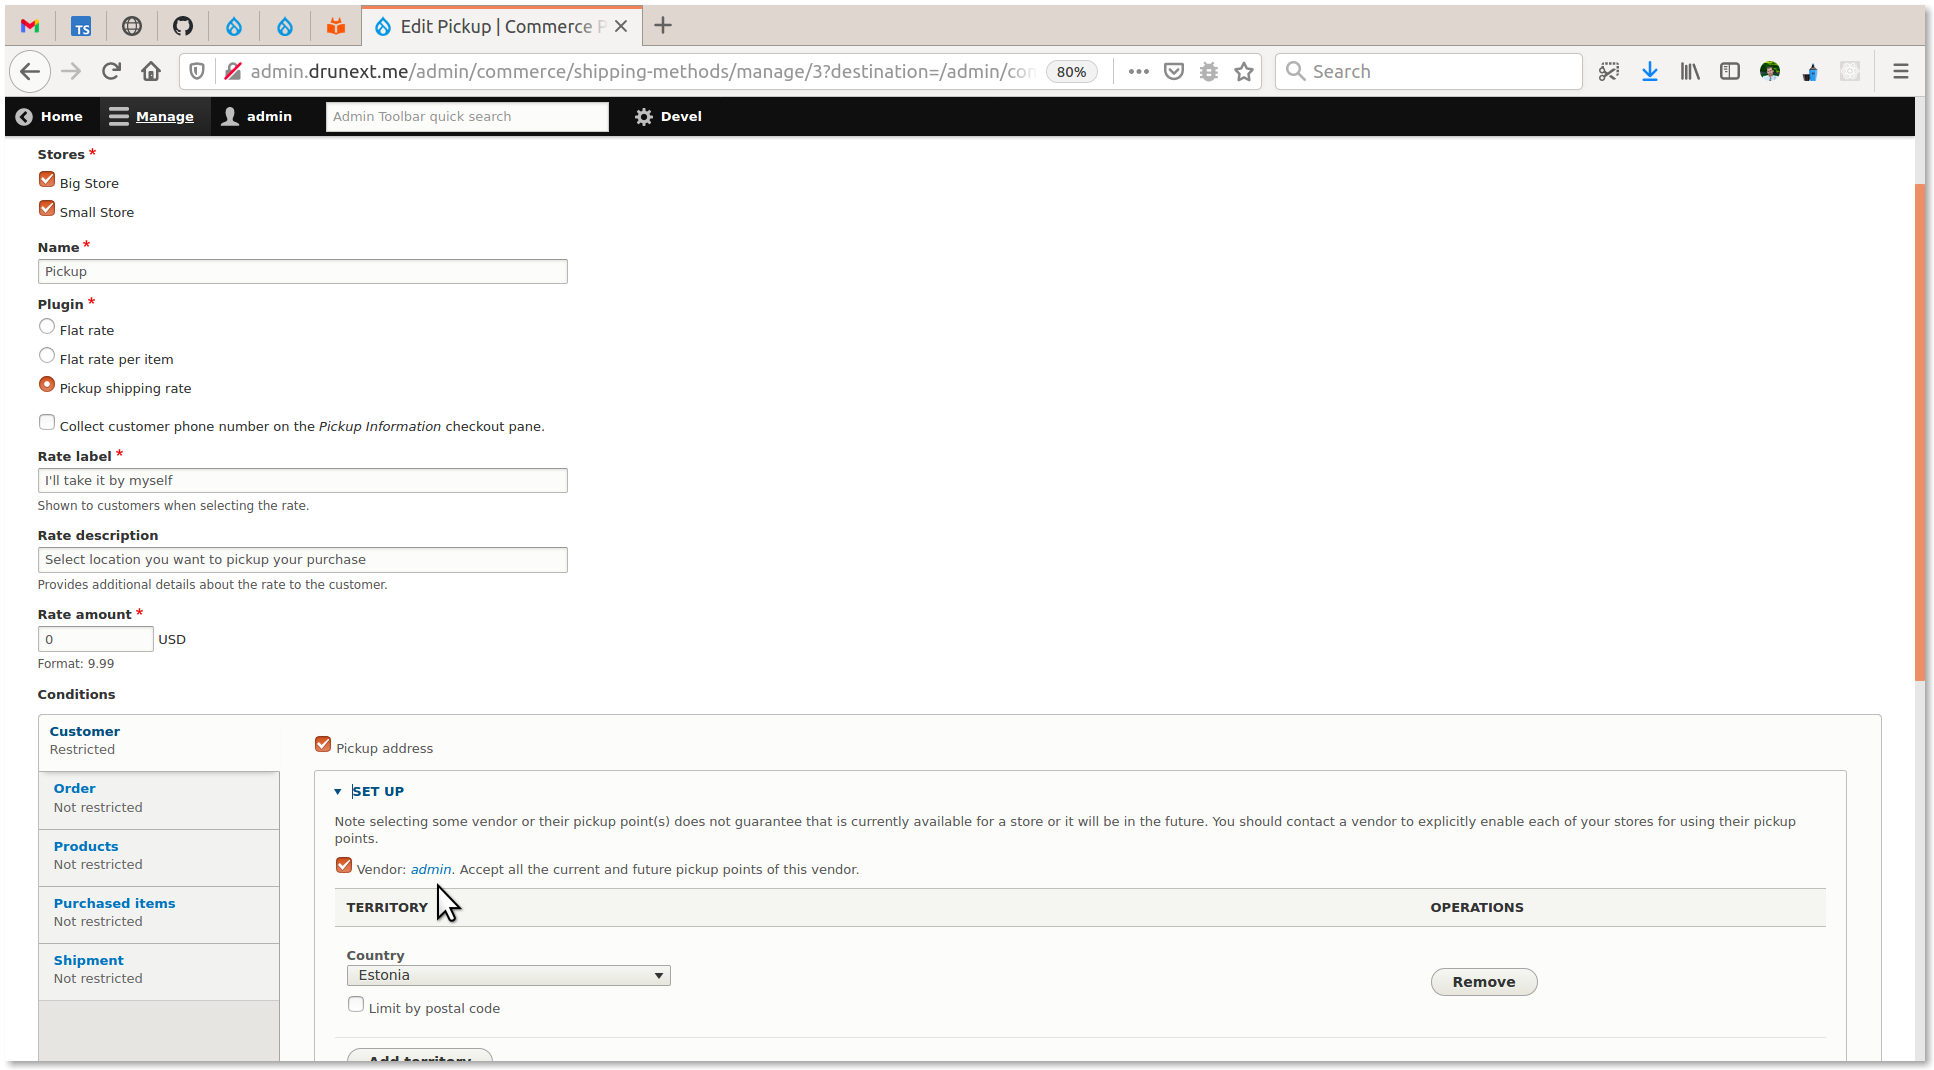 TS
Edit Pickup | Commerce P
admin.drunext.me/admin/commerce/shipping-methods/manage/3?destination=/admin/con
80%
Search
Home
Manage
admin
Admin Toolbar quick search
Devel
Stores *
Big Store
Small Store
Name *
Pickup
Plugin *
Flat rate
Flat rate per item
Pickup shipping rate
Collect customer phone number on the Pickup Information checkout pane.
Rate label *
I'll take it by myself
Shown to customers when selecting the rate.
Rate description
Select location you want to pickup your purchase
Provides additional details about the rate to the customer.
Rate amount *
0 USD
Format: 9.99
Conditions
Customer
Restricted
Order
Not restricted
Products
Not restricted
Purchased items
Not restricted
Shipment
Not restricted
Pickup address
SET UP
Note selecting some vendor or their pickup point(s) does not guarantee that is currently available for a store or it will be in the future. You should contact a vendor to explicitly enable each of your stores for using their pickup
points.
Vendor: admin. Accept all the current and future pickup points of this vendor.
TERRITORY OPERATIONS
Country
Estonia
Limit by postal code
Remove
Add territory